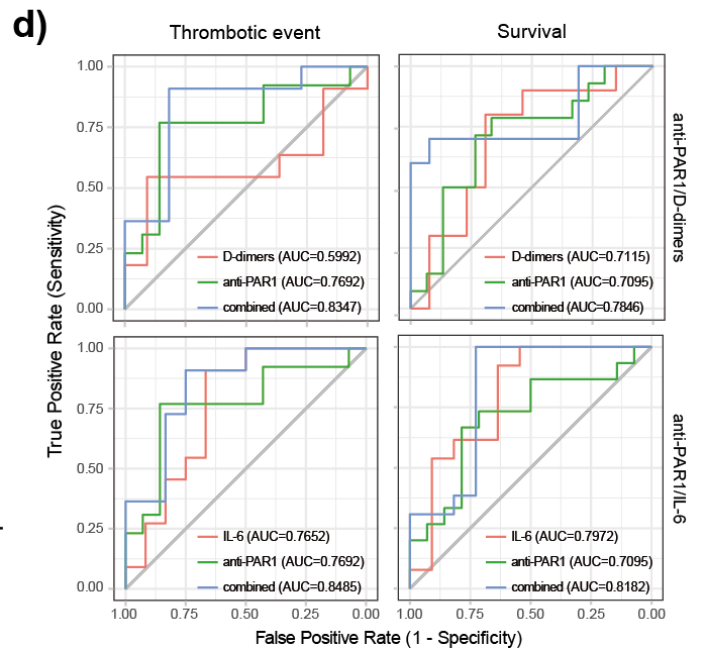 d)
Thrombotic event
Survival
True Positive Rate (Sensitivity)
1.00
0.75
0.50
0.25
0.00
D-dimers (AUC=0.5992)
anti-PAR1 (AUC=0.7692)
combined (AUC=0.8347)
D-dimers (AUC=0.7115)
anti-PAR1 (AUC=0.7095)
combined (AUC=0.7846)
anti-PAR1/D-dimers
1.00
0.75
0.50
0.25
0.00
IL-6 (AUC=0.7652)
anti-PAR1 (AUC=0.7692)
combined (AUC=0.8485)
IL-6 (AUC=0.7972)
anti-PAR1 (AUC=0.7095)
combined (AUC=0.8182)
anti-PAR1/IL-6
1.00 0.75 0.50 0.25 0.00
1.00 0.75 0.50 0.25 0.00
False Positive Rate (1 - Specificity)